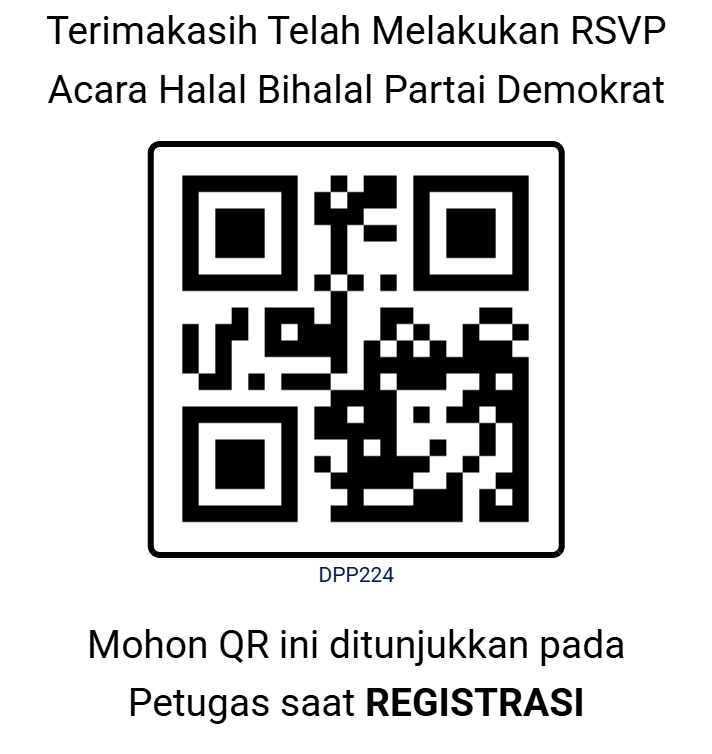 Terimakasih Telah Melakukan RSVP
Acara Halal Bihalal Partai Demokrat
DPP224
Mohon QR ini ditunjukkan pada
Petugas saat REGISTRASI